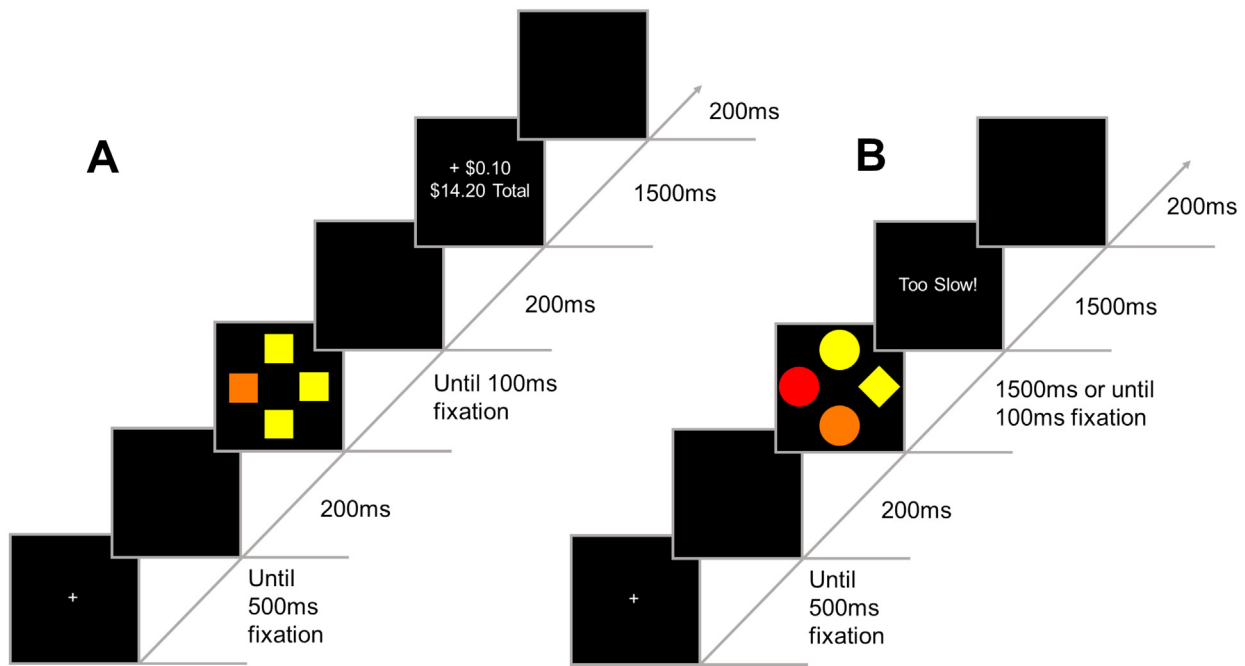 A
+
Until
500ms
fixation
200ms
Until 100ms
fixation
200ms
+ $0.10
$14.20 Total
1500ms
200ms
B
+
Until
500ms
fixation
200ms
1500ms or until
100ms fixation
Too Slow!
1500ms
200ms